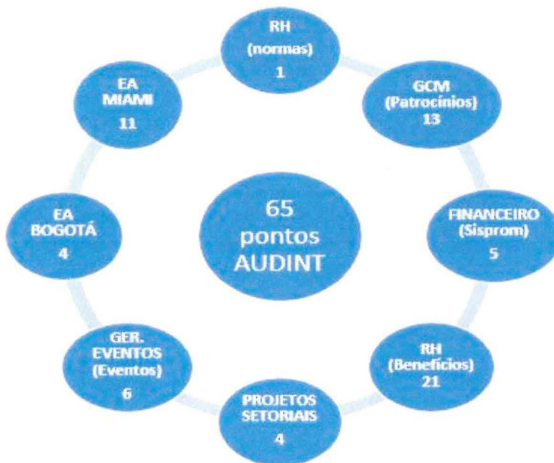 RH
(normas)
1
GCM
(Patrocínios)
13
FINANCEIRO
(Sisprom)
5
RH
(Benefícios)
21
PROJETOS
SETORIAIS
4
GER.
EVENTOS
(Eventos)
6
EA
BOGOTÁ
4
EA
MIAMI
11
65
pontos
AUDINT